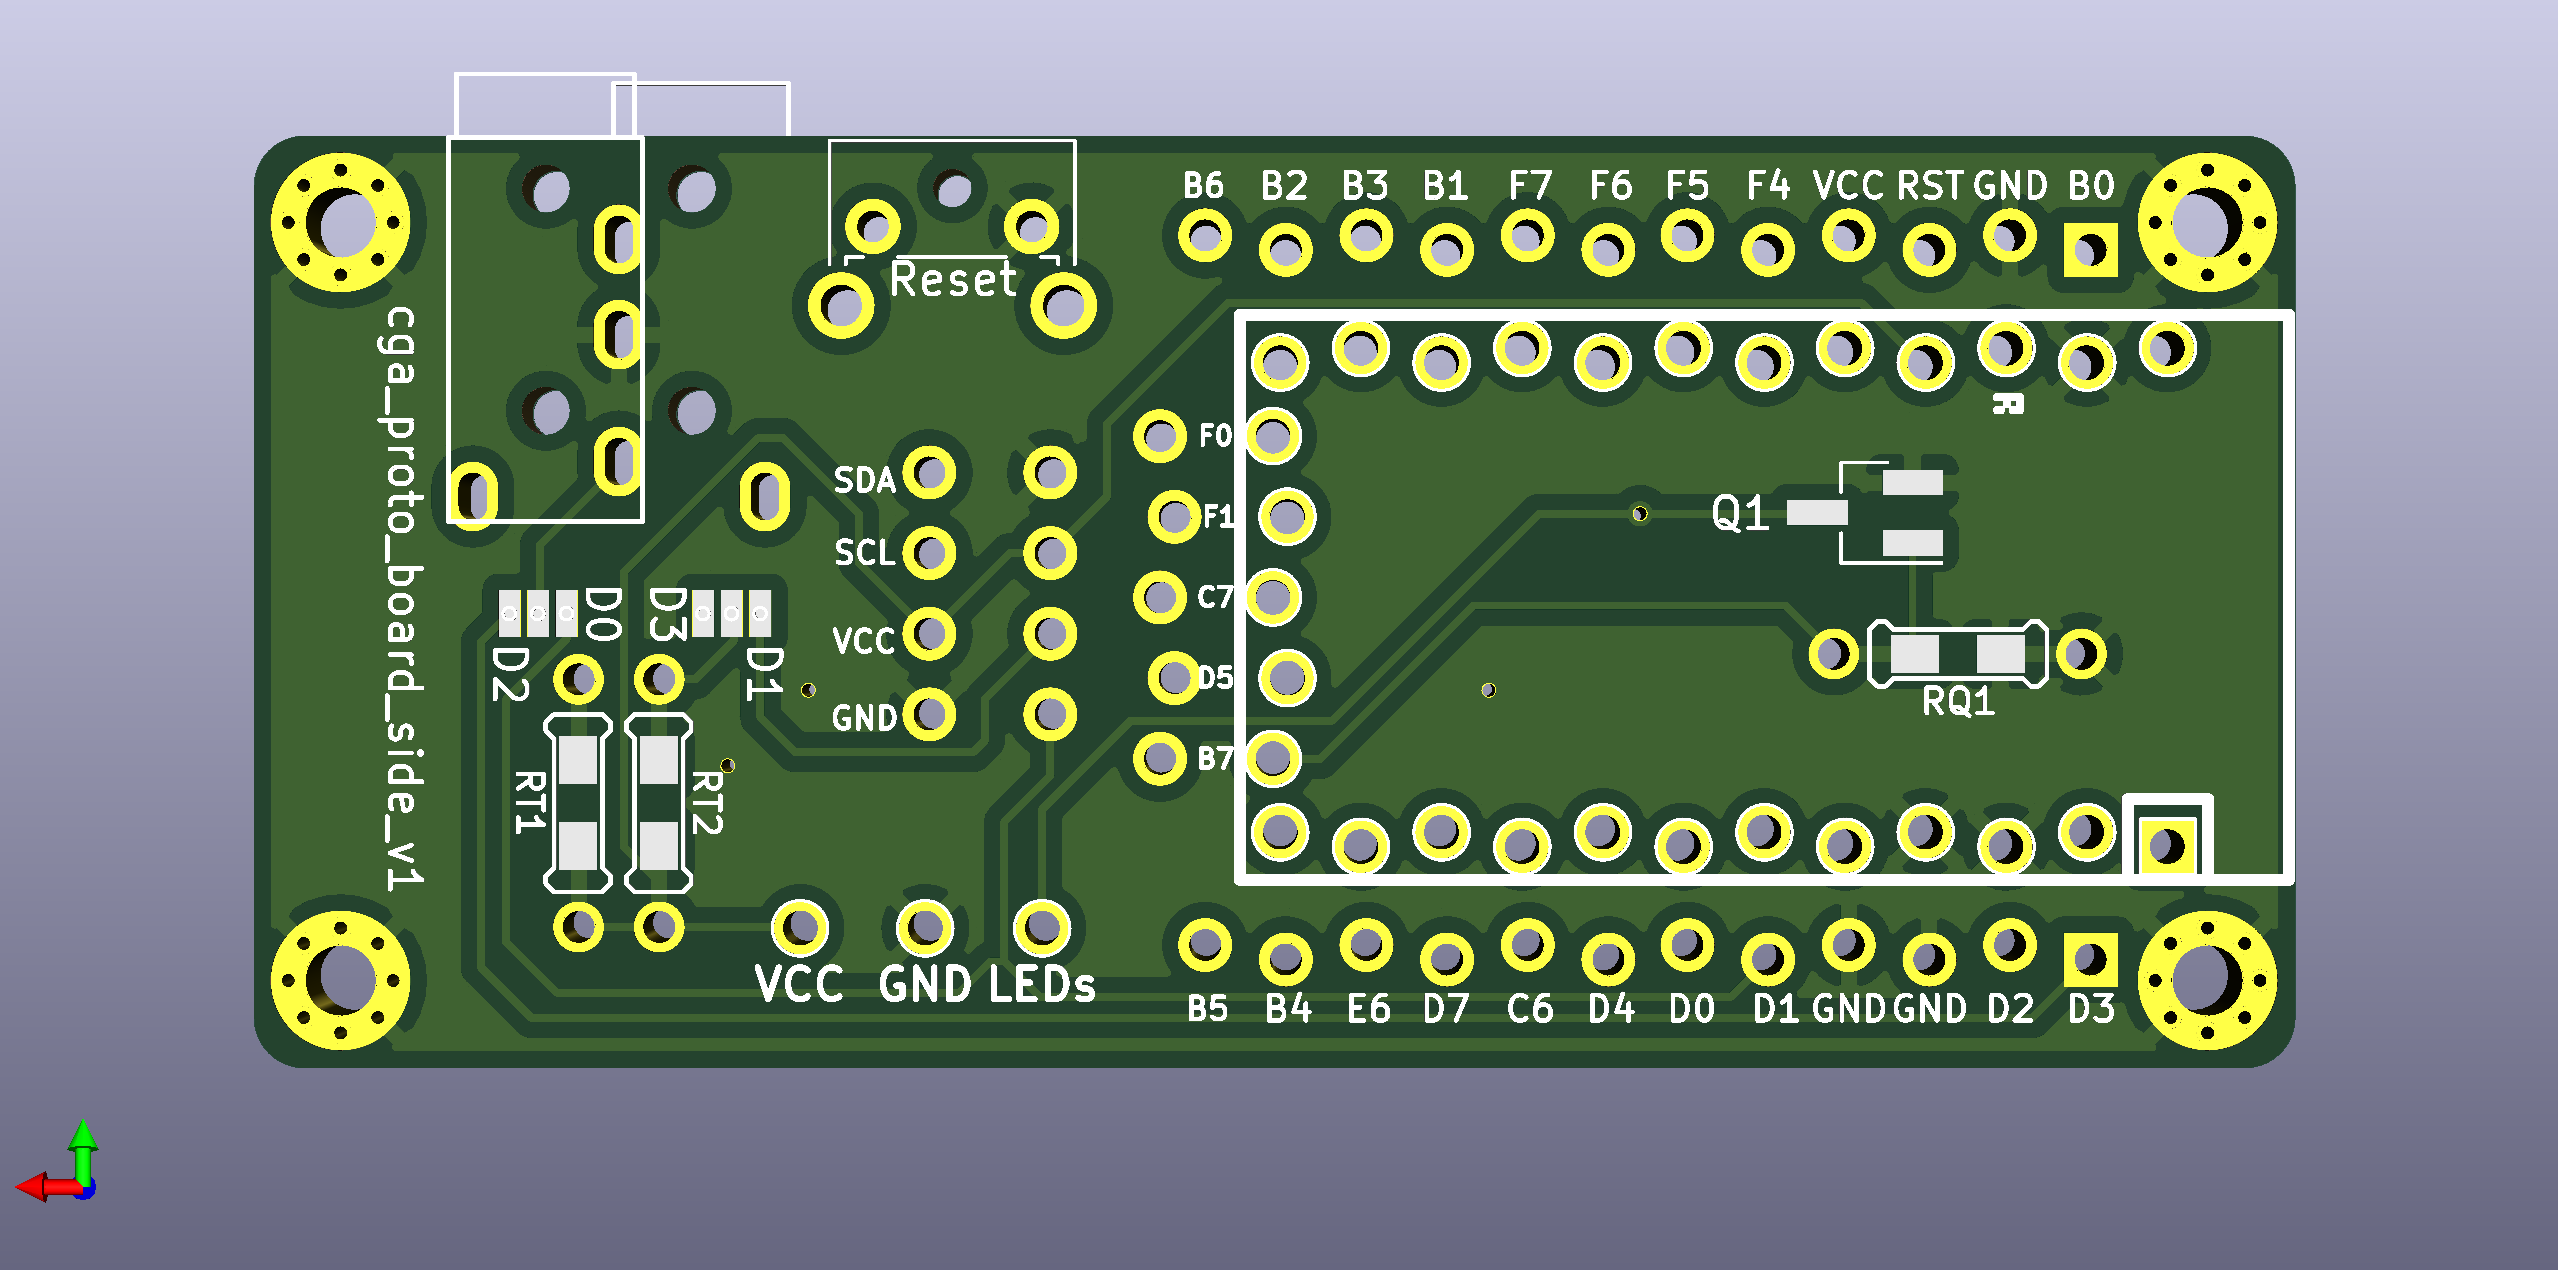 B6 B2 B3 B1 F7 F6 F5 F4 VCC RST GND B0
Reset
cga_proto_board_side_v1
R
F0
SDA
F1
Q1
SCL
C7
D0
D3
VCC
D2
D1
D5
RQ1
GND
B7
RT1
RT2
VCC GND LEDs
B5 B4 E6 D7 C6 D4 D0 D1 GND GND D2 D3